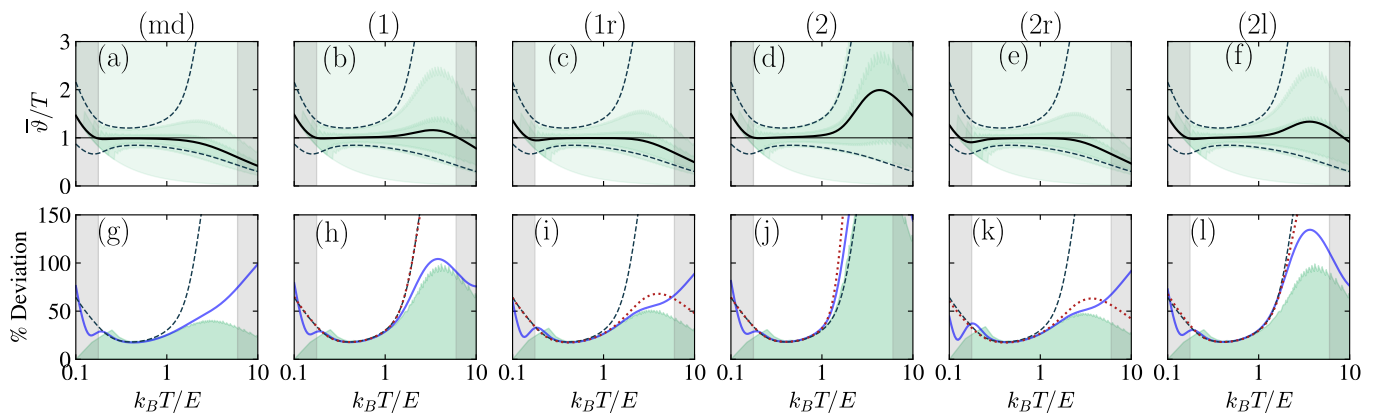 (md) (1) (1r) (2) (2r) (2l)
3
2
1
0
ϑ̅/T
(a) (b) (c) (d) (e) (f)
150
100
50
0
% Deviation
(g) (h) (i) (j) (k) (l)
0.1 1 10 0.1 1 10 0.1 1 10 0.1 1 10 0.1 1 10 0.1 1 10
k_BT/E k_BT/E k_BT/E k_BT/E k_BT/E k_BT/E